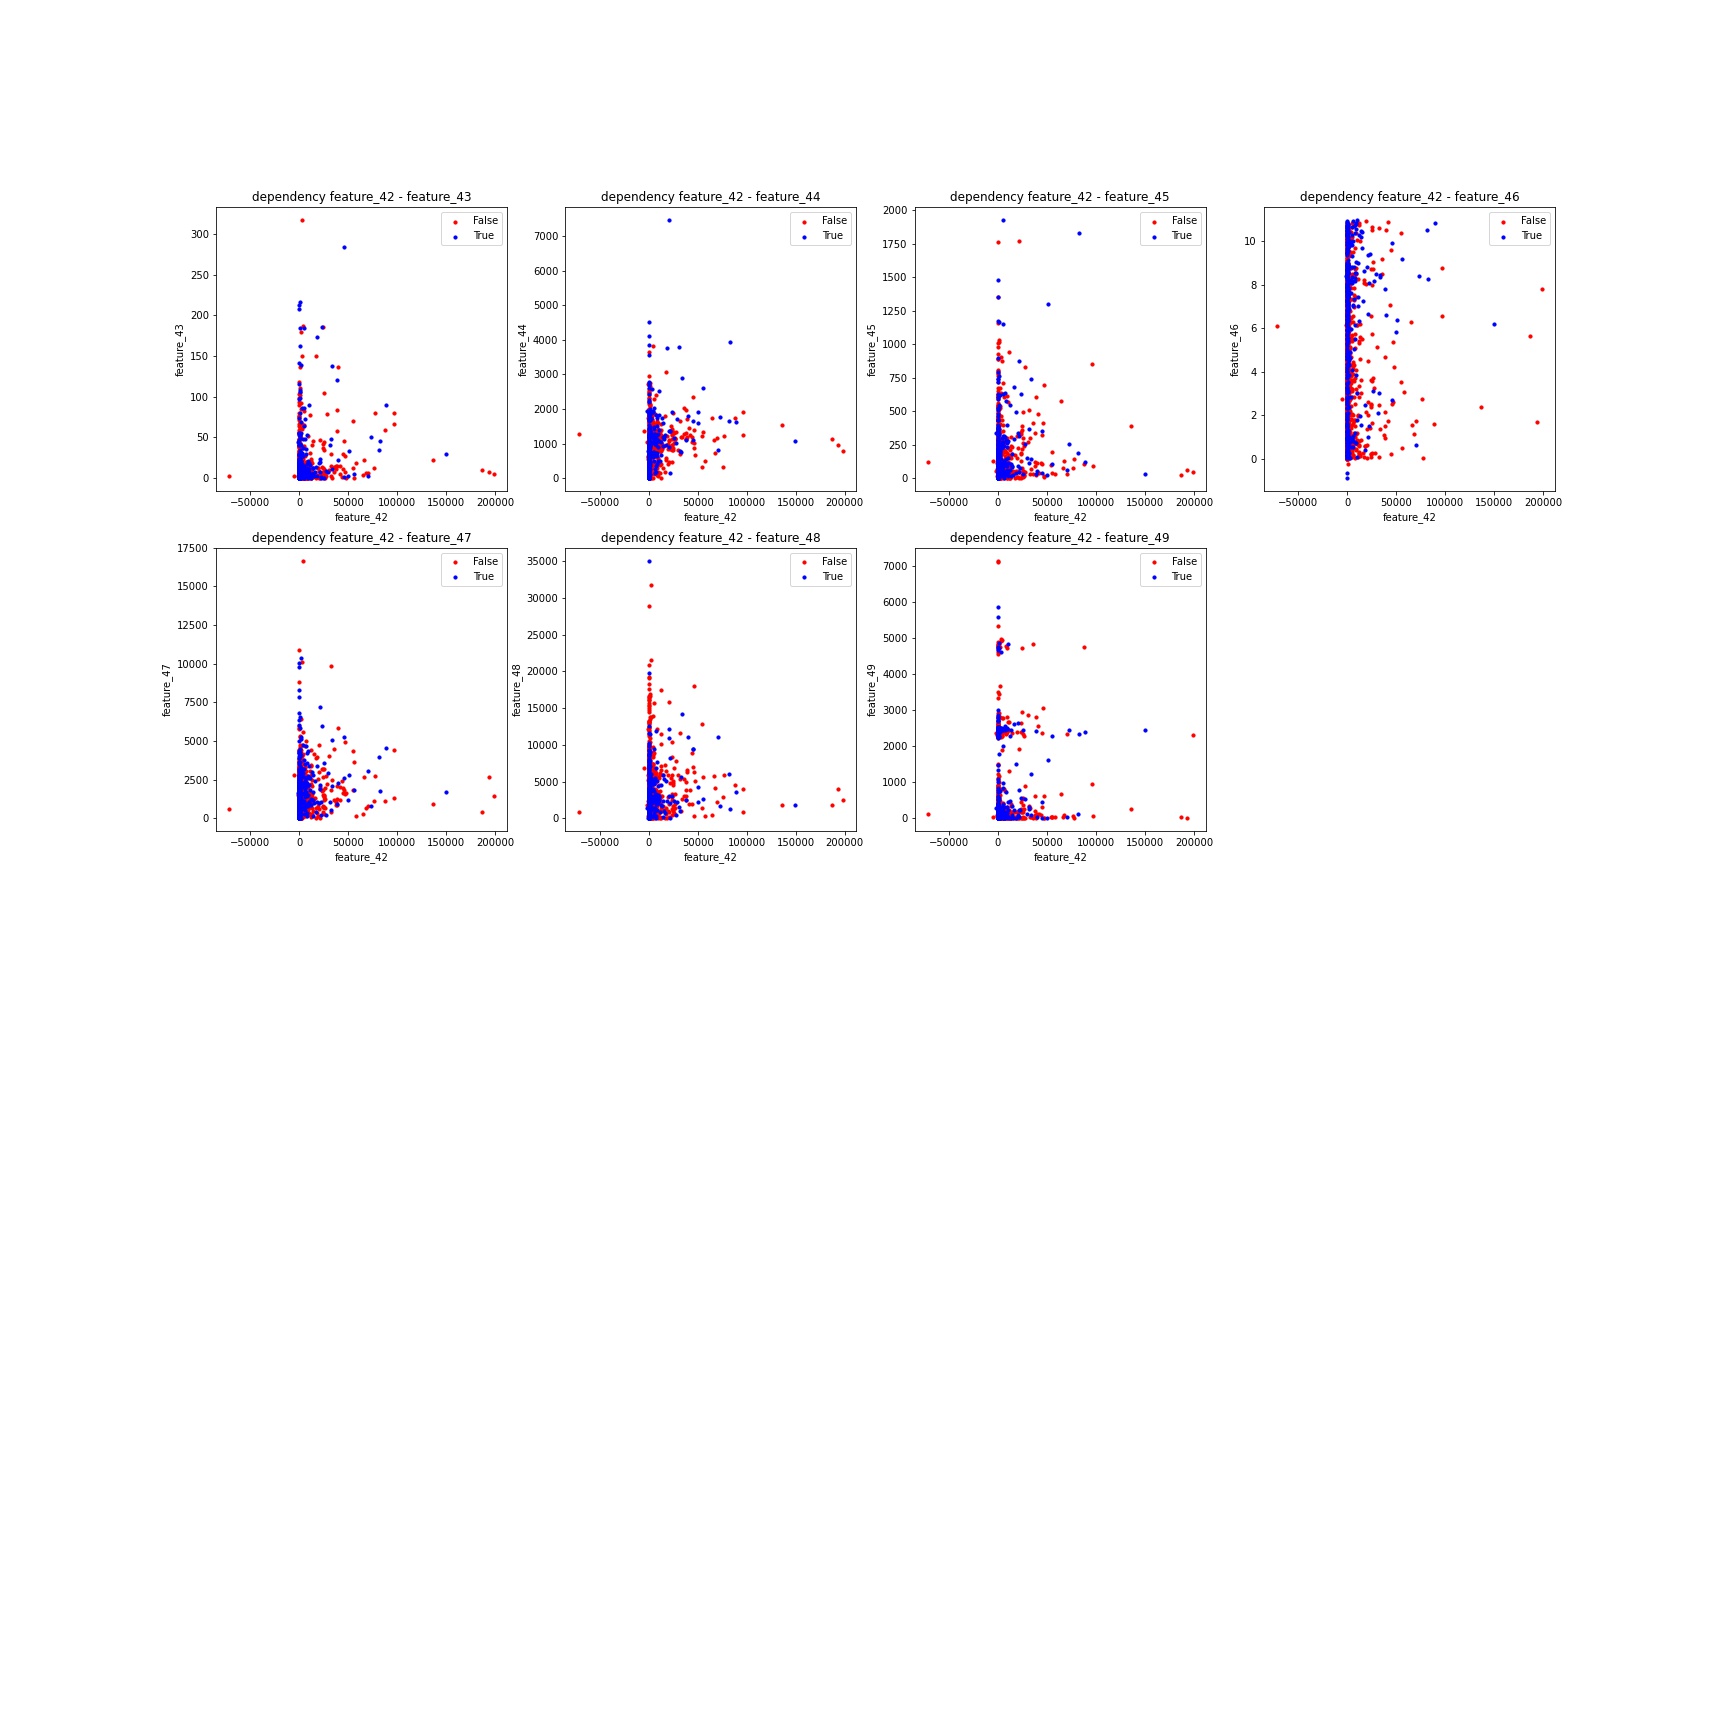 dependency feature_42 - feature_43
False
True
300
250
200
150
100
50
0
feature_43
−50000 0 50000 100000 150000 200000
feature_42
dependency feature_42 - feature_44
False
True
7000
6000
5000
4000
3000
2000
1000
0
feature_44
−50000 0 50000 100000 150000 200000
feature_42
dependency feature_42 - feature_45
False
True
2000
1750
1500
1250
1000
750
500
250
0
feature_45
−50000 0 50000 100000 150000 200000
feature_42
dependency feature_42 - feature_46
False
True
10
8
6
4
2
0
feature_46
−50000 0 50000 100000 150000 200000
feature_42
dependency feature_42 - feature_47
False
True
17500
15000
12500
10000
7500
5000
2500
0
feature_47
−50000 0 50000 100000 150000 200000
feature_42
dependency feature_42 - feature_48
False
True
35000
30000
25000
20000
15000
10000
5000
0
feature_48
−50000 0 50000 100000 150000 200000
feature_42
dependency feature_42 - feature_49
False
True
7000
6000
5000
4000
3000
2000
1000
0
feature_49
−50000 0 50000 100000 150000 200000
feature_42